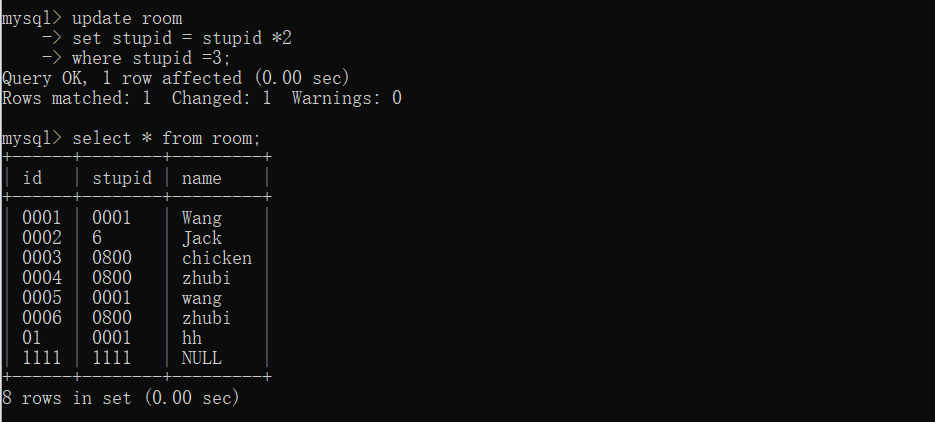 mysql> update room
    -> set stupid = stupid *2
    -> where stupid =3;
Query OK, 1 row affected (0.00 sec)
Rows matched: 1  Changed: 1  Warnings: 0

mysql> select * from room;
+------+--------+---------+
| id   | stupid | name    |
+------+--------+---------+
| 0001 | 0001   | Wang    |
| 0002 | 6      | Jack    |
| 0003 | 0800   | chicken |
| 0004 | 0800   | zhubi   |
| 0005 | 0001   | wang    |
| 0006 | 0800   | zhubi   |
| 01   | 0001   | hh      |
| 1111 | 1111   | NULL    |
+------+--------+---------+
8 rows in set (0.00 sec)